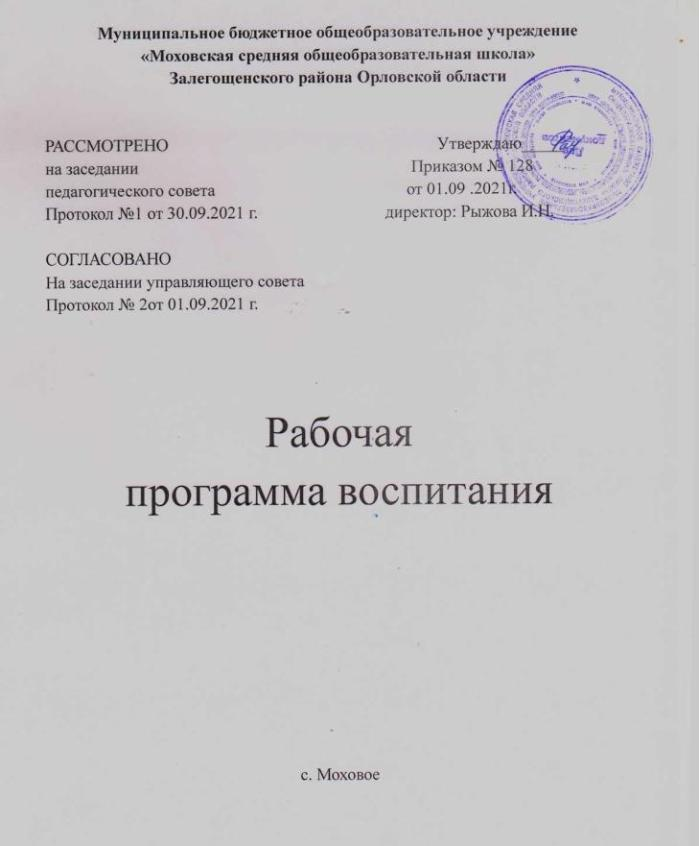 Муниципальное бюджетное общеобразовательное учреждение
«Моховская средняя общеобразовательная школа»
Залегощенского района Орловской области
РАССМОТРЕНО
на заседании
педагогического совета
Протокол №1 от 30.09.2021 г.
Утверждаю
Приказом № 128
от 01.09 .2021г.
директор: Рыжова И.Н.
СОГЛАСОВАНО
На заседании управляющего совета
Протокол № 2от 01.09.2021 г.
Рабочая
программа воспитания
с. Моховое